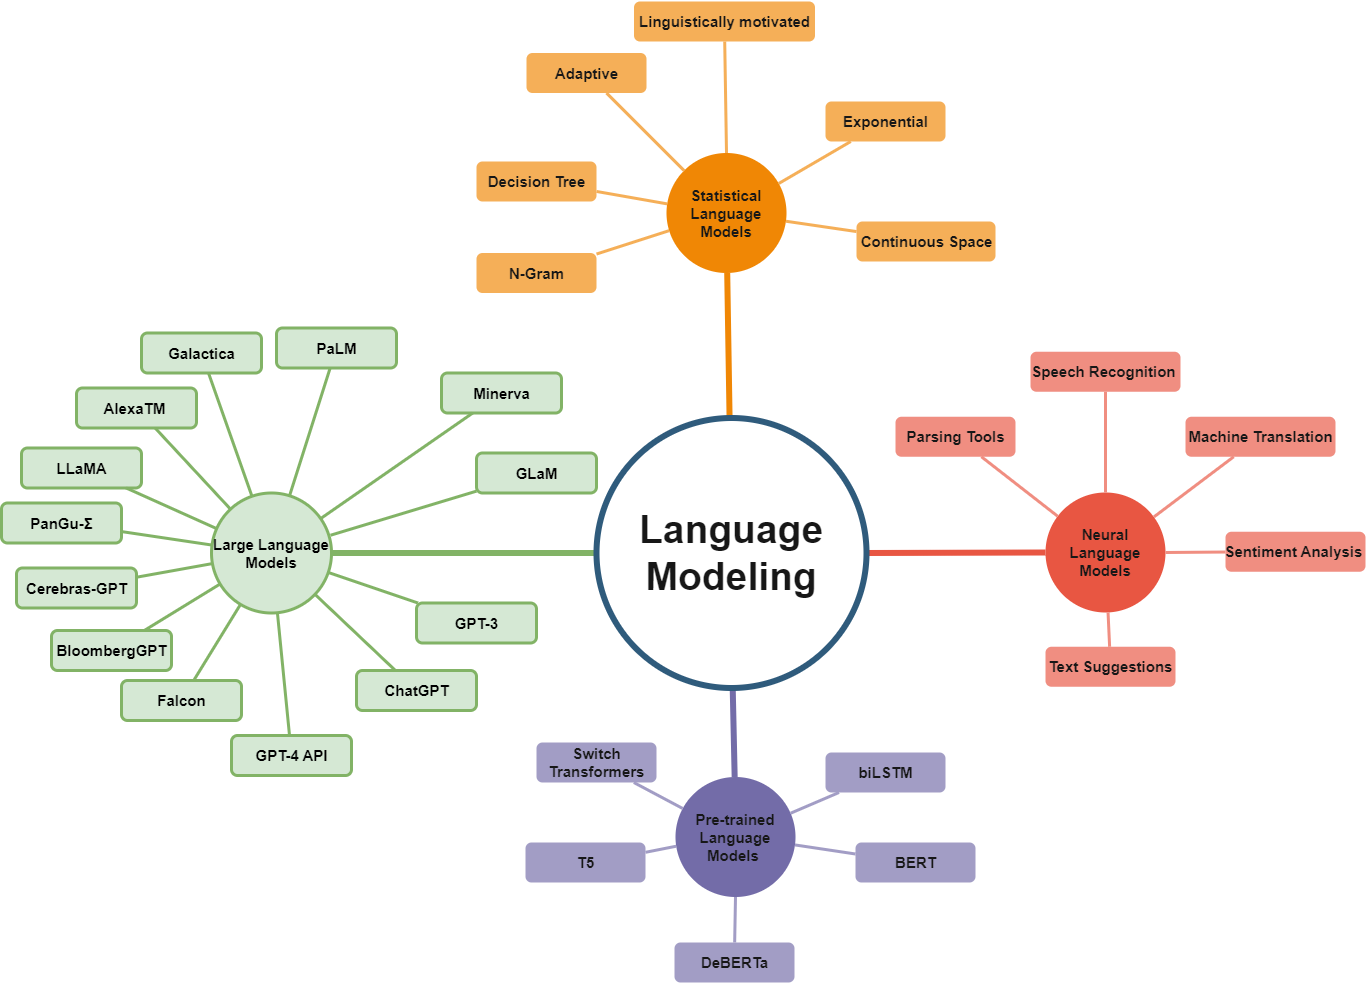 Linguistically motivated
Adaptive
Exponential
Decision Tree
Statistical
Language
Models
Continuous Space
N-Gram
Galactica
PaLM
Minerva
AlexaTM
LLaMA
GLaM
PanGu-Σ
Large Language
Models
Cerebras-GPT
BloombergGPT
Falcon
GPT-4 API
ChatGPT
GPT-3
Language
Modeling
Speech Recognition
Parsing Tools
Machine Translation
Neural
Language
Models
Sentiment Analysis
Text Suggestions
Switch
Transformers
biLSTM
Pre-trained
Language
Models
T5
BERT
DeBERTa